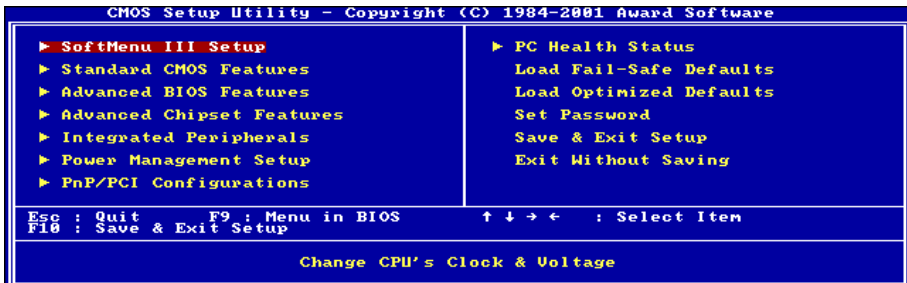 CMOS Setup Utility - Copyright (C) 1984-2001 Award Software
▶ SoftMenu III Setup
▶ Standard CMOS Features
▶ Advanced BIOS Features
▶ Advanced Chipset Features
▶ Integrated Peripherals
▶ Power Management Setup
▶ PnP/PCI Configurations
▶ PC Health Status
Load Fail-Safe Defaults
Load Optimized Defaults
Set Password
Save & Exit Setup
Exit Without Saving
Esc : Quit F9 : Menu in BIOS ↑ ↓ → ← : Select Item
F10 : Save & Exit Setup
Change CPU's Clock & Voltage